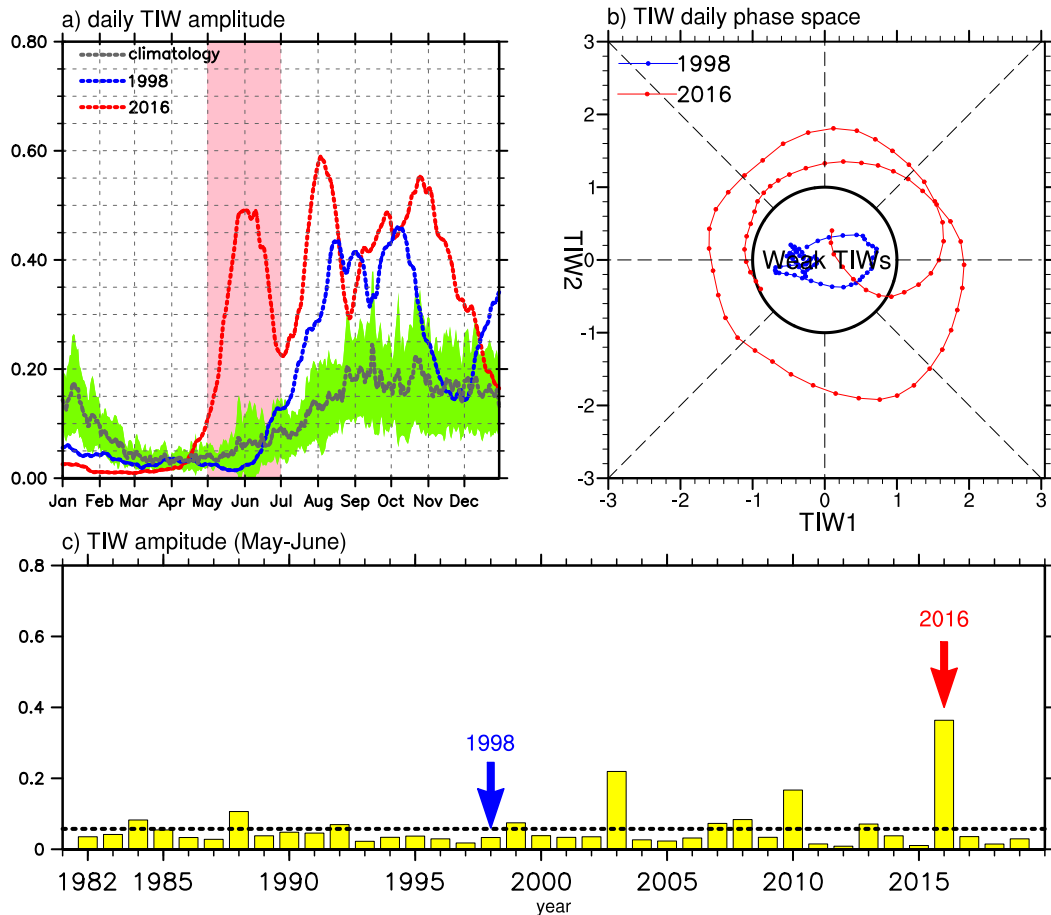 a) daily TIW amplitude
0.80
0.60
0.40
0.20
0.00
climatology
1998
2016
Jan Feb Mar Apr May Jun Jul Aug Sep Oct Nov Dec
b) TIW daily phase space
3
2
1
0
-1
-2
-3
TIW2
1998
2016
Weak TIWs
-3 -2 -1 0 1 2 3
TIW1
c) TIW ampitude (May-June)
0.8
0.6
0.4
0.2
0
1998
2016
1982 1985 1990 1995 2000 2005 2010 2015
year